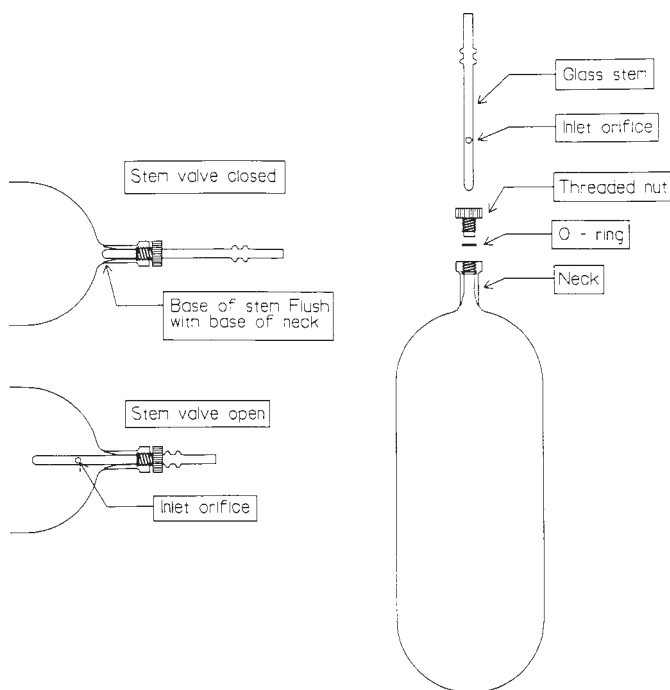 Glass stem
Inlet orifice
Stem valve closed
Threaded nut
O - ring
Neck
Base of stem Flush
with base of neck
Stem valve open
Inlet orifice